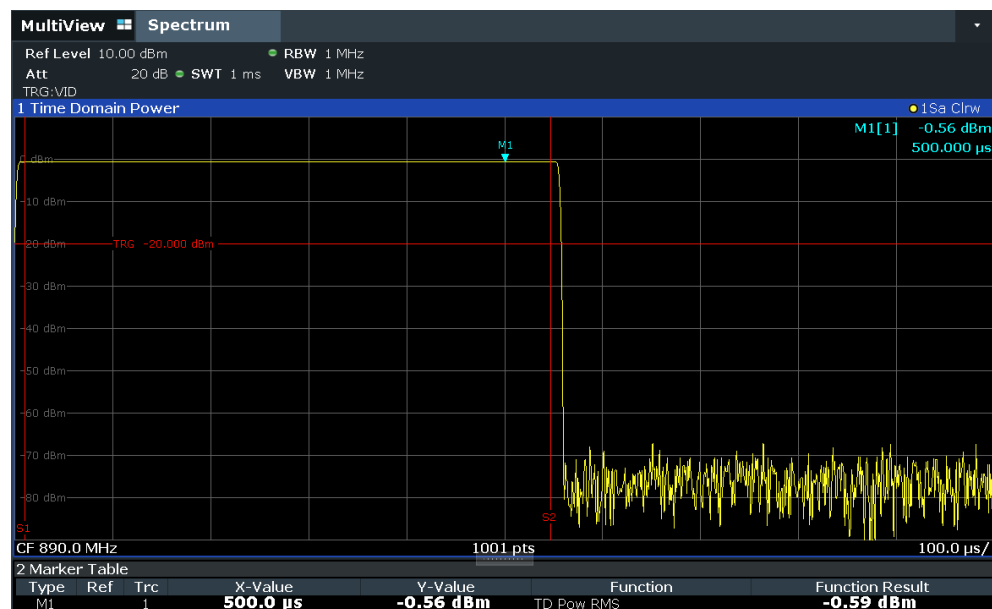 MultiView Spectrum
Ref Level 10.00 dBm RBW 1 MHz
Att 20 dB SWT 1 ms VBW 1 MHz
TRG:VID
1 Time Domain Power 1Sa Clrw
M1[1] -0.56 dBm
500.000 µs
M1
0 dBm
-10 dBm
-20 dBm TRG -20.000 dBm
-30 dBm
-40 dBm
-50 dBm
-60 dBm
-70 dBm
-80 dBm
S1 S2
CF 890.0 MHz 1001 pts 100.0 µs/
2 Marker Table
Type Ref Trc X-Value Y-Value Function Function Result
M1 1 500.0 µs -0.56 dBm TD Pow RMS -0.59 dBm